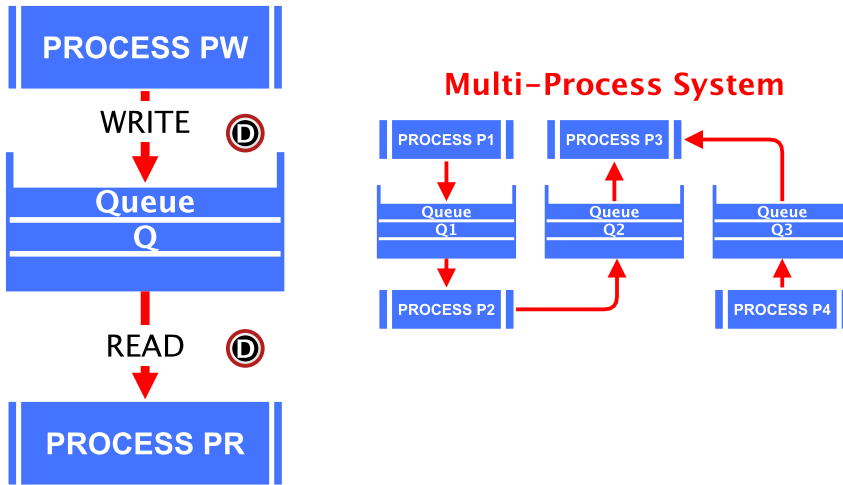 PROCESS PW
WRITE
D
Queue
Q
READ
D
PROCESS PR
Multi-Process System
PROCESS P1
PROCESS P3
Queue
Q1
Queue
Q2
Queue
Q3
PROCESS P2
PROCESS P4